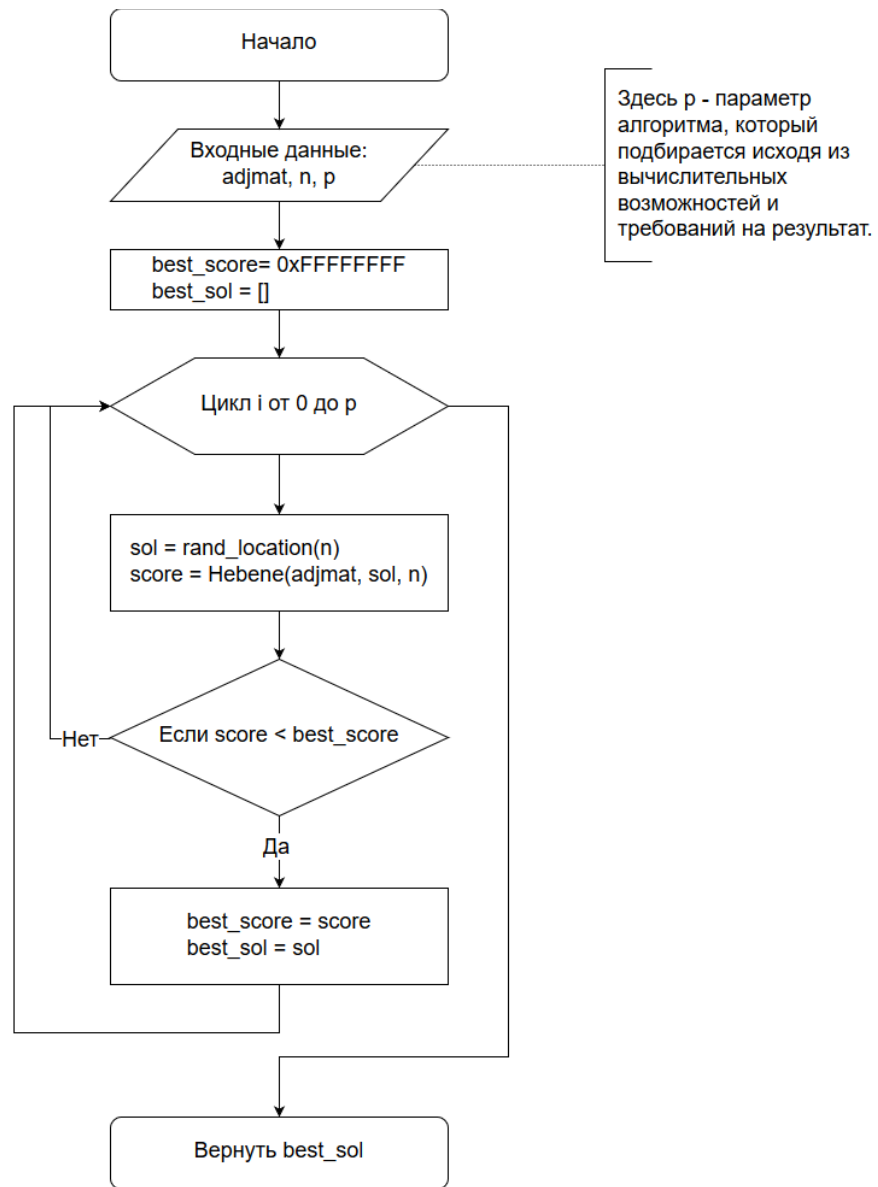 Начало
Входные данные:
adjmat, n, p
Здесь p - параметр
алгоритма, который
подбирается исходя из
вычислительных
возможностей и
требований на результат.
best_score= 0xFFFFFFFF
best_sol = []
Цикл i от 0 до p
sol = rand_location(n)
score = Hebene(adjmat, sol, n)
Если score < best_score
Нет
Да
best_score = score
best_sol = sol
Вернуть best_sol